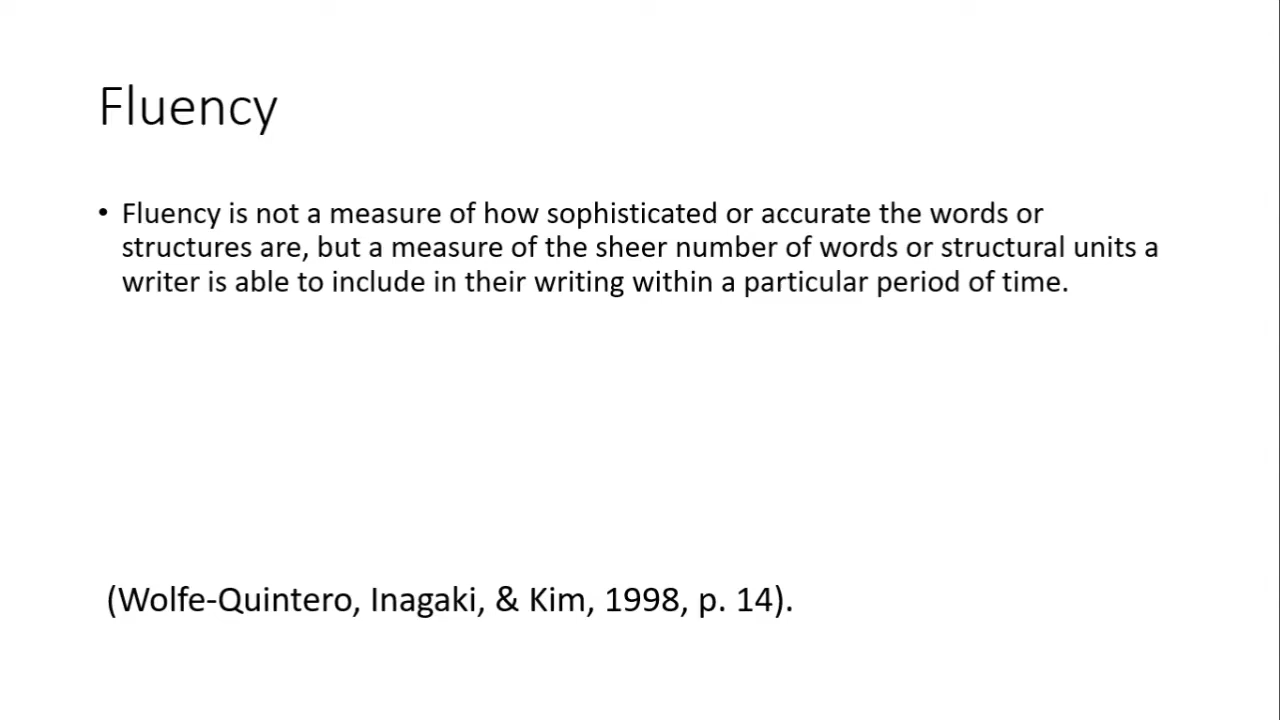 Fluency
• Fluency is not a measure of how sophisticated or accurate the words or
structures are, but a measure of the sheer number of words or structural units a
writer is able to include in their writing within a particular period of time.
(Wolfe-Quintero, Inagaki, & Kim, 1998, p. 14).